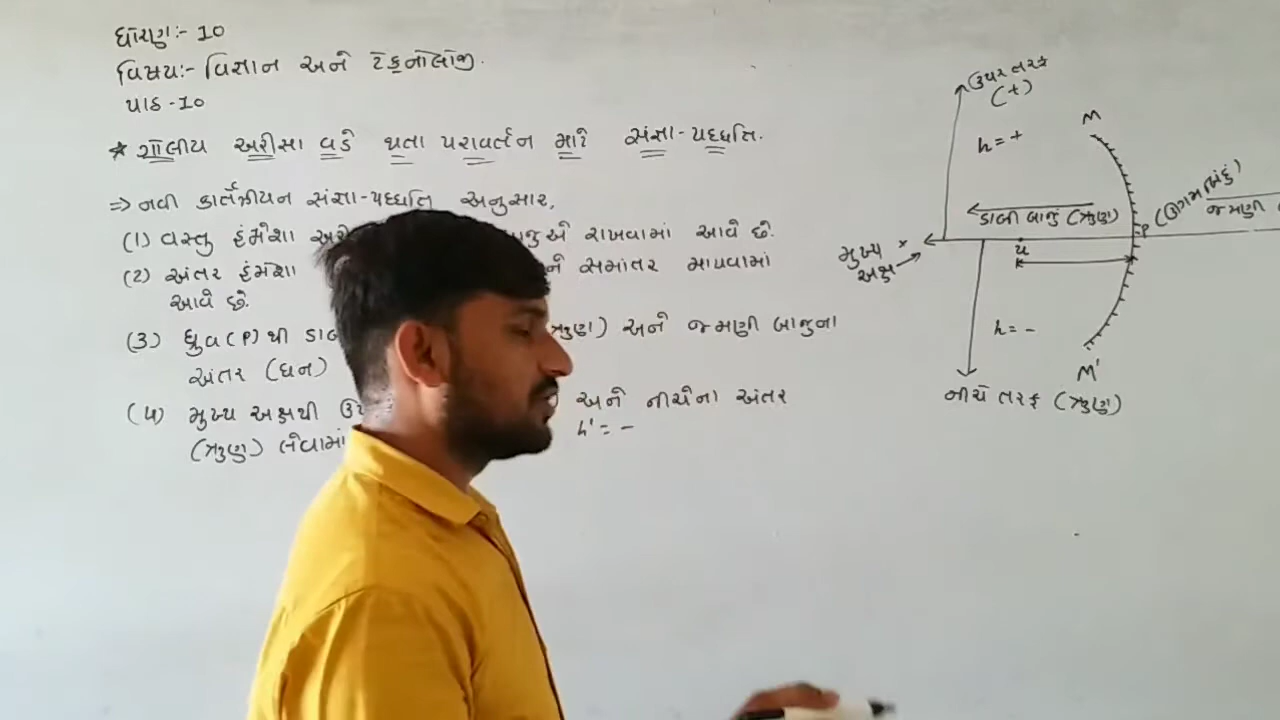 ધોરણ:- 10
વિષય:- વિજ્ઞાન અને ટેકનોલોજી.
પાઠ -10
* ગોલીય અરીસા વડે થતા પરાવર્તન માટે સંજ્ઞા-પદ્ધતિ.
⇒ નવી કાર્તેઝીયન સંજ્ઞા-પદ્ધતિ અનુસાર,
(1) વસ્તુ હંમેશા બાજુએ રાખવામાં આવે છે.
(2) અંતર હંમેશા ને સમાંતર માપવામાં
આવે છે.
(3) ધ્રુવ(P) થી ઋણ) અને જમણી બાજુના
અંતર (ધન)
(4) મુખ્ય અક્ષથી અને નીચેના અંતર
(ઋણ) લેવામાં h' = -
ઉપર તરફ
(+)
h = +
M
ડાબી બાજુ (ઋણ)
P (ઉગમબિંદુ)
જમણી
મુખ્ય
અક્ષ
u
h = -
M'
નીચે તરફ (ઋણ)